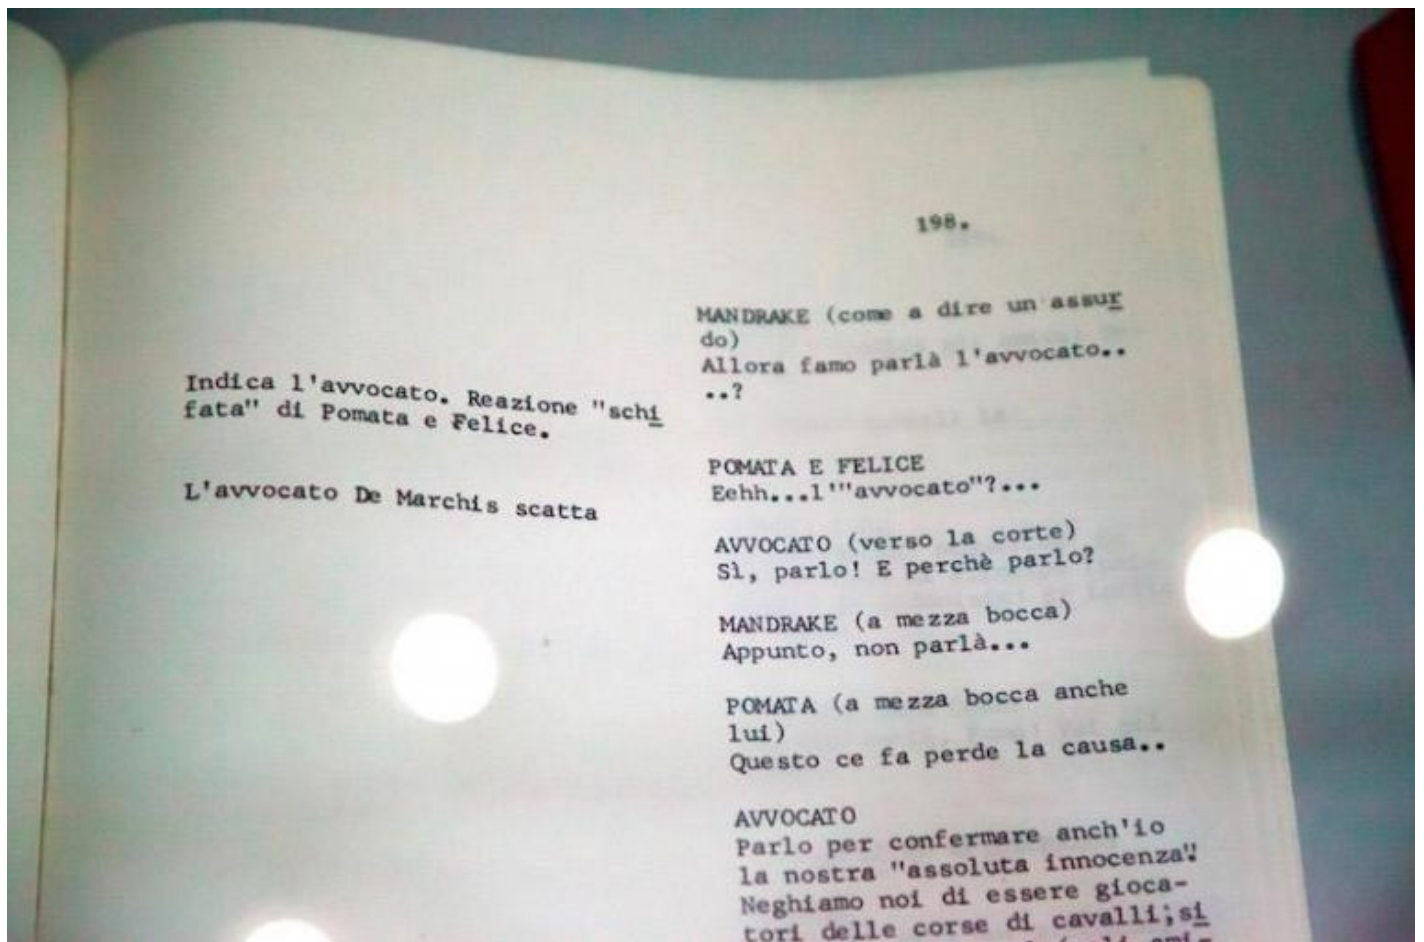 198.
Indica l'avvocato. Reazione "schi
fata" di Pomata e Felice.
L'avvocato De Marchis scatta
MANDRAKE (come a dire un assur
do)
Allora famo parlà l'avvocato..
..?
POMATA E FELICE
Eehh...l'"avvocato"?...
AVVOCATO (verso la corte)
Sì, parlo! E perchè parlo?
MANDRAKE (a mezza bocca)
Appunto, non parlà...
POMATA (a mezza bocca anche
lui)
Questo ce fa perde la causa..
AVVOCATO
Parlo per confermare anch'io
la nostra "assoluta innocenza".
Neghiamo noi di essere gioca-
tori delle corse di cavalli; si